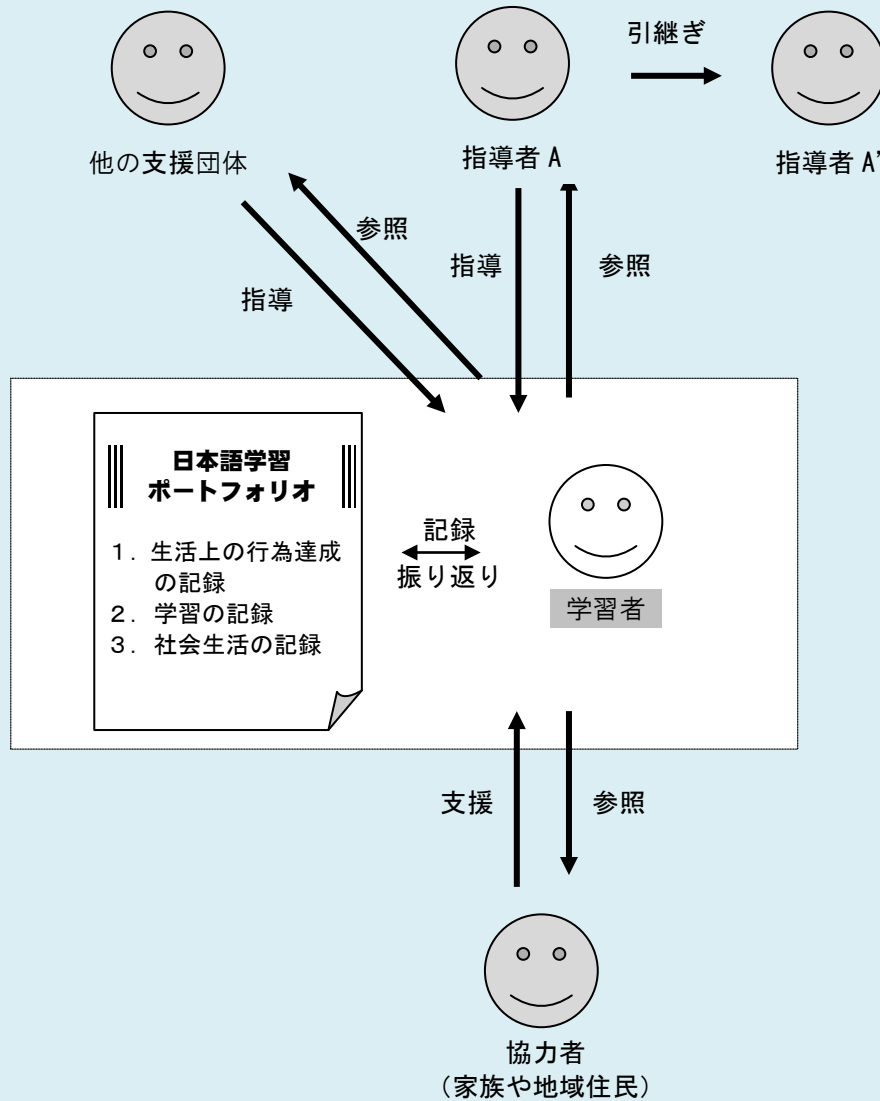 引継ぎ
他の支援団体
指導者 A
指導者 A'
参照
指導
指導
参照
日本語学習
ポートフォリオ
1. 生活上の行為達成
の記録
2. 学習の記録
3. 社会生活の記録
記録
振り返り
学習者
支援
参照
協力者
(家族や地域住民)